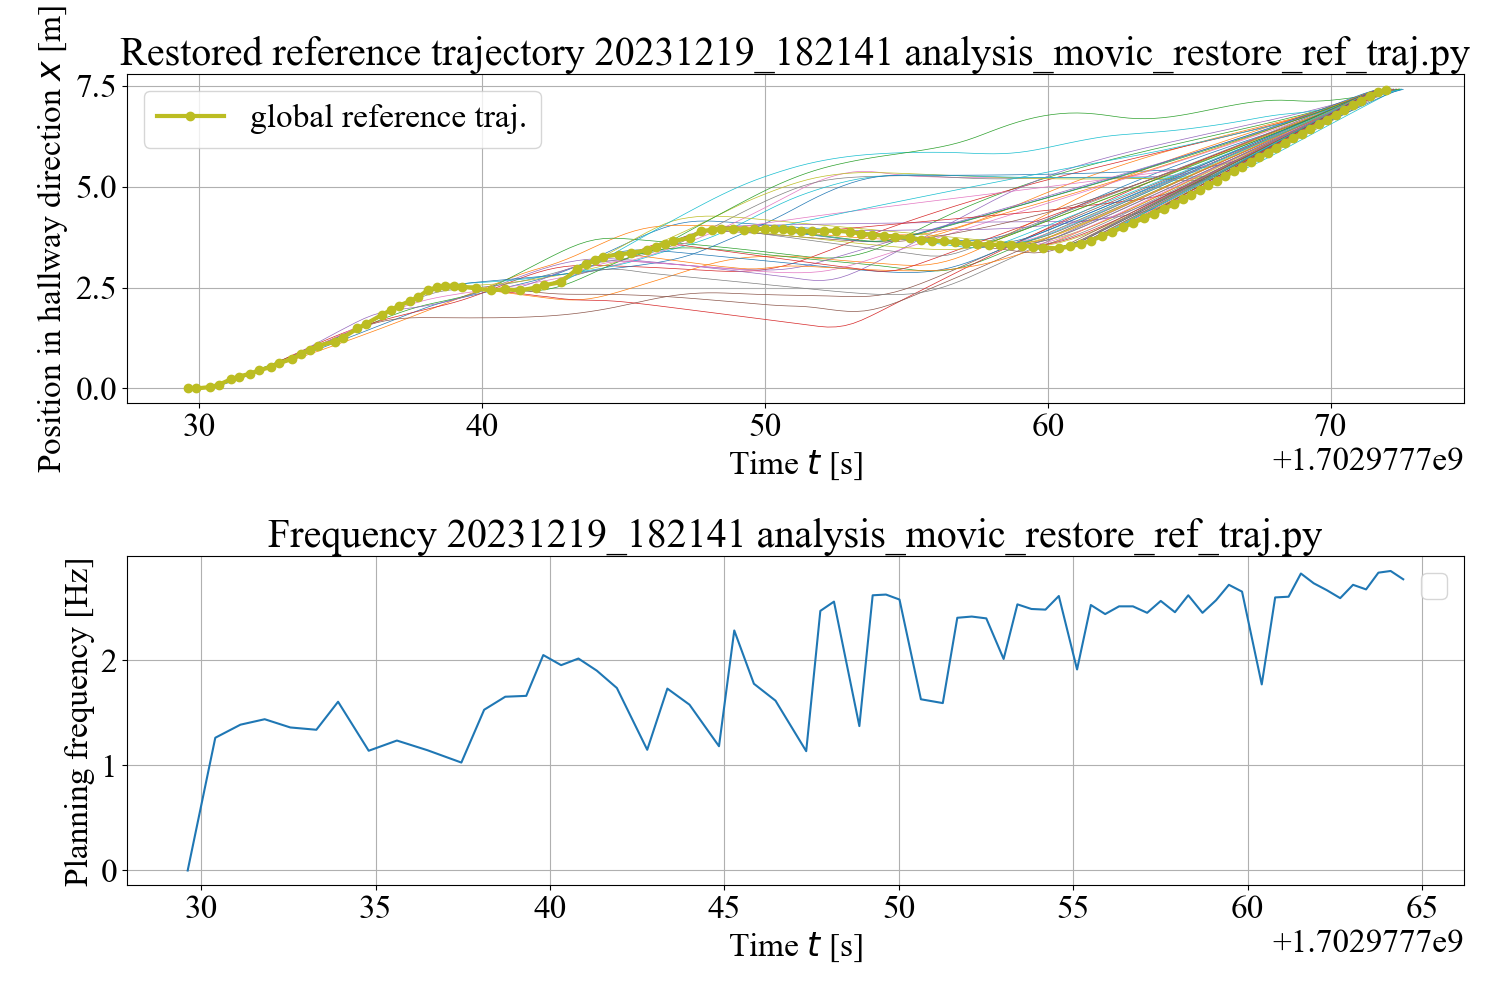 Restored reference trajectory 20231219_182141 analysis_movic_restore_ref_traj.py
Position in hallway direction x [m]
7.5
5.0
2.5
0.0
global reference traj.
30 40 50 60 70
Time t [s]
+1.7029777e9
Frequency 20231219_182141 analysis_movic_restore_ref_traj.py
Planning frequency [Hz]
2
1
0
30 35 40 45 50 55 60 65
Time t [s]
+1.7029777e9